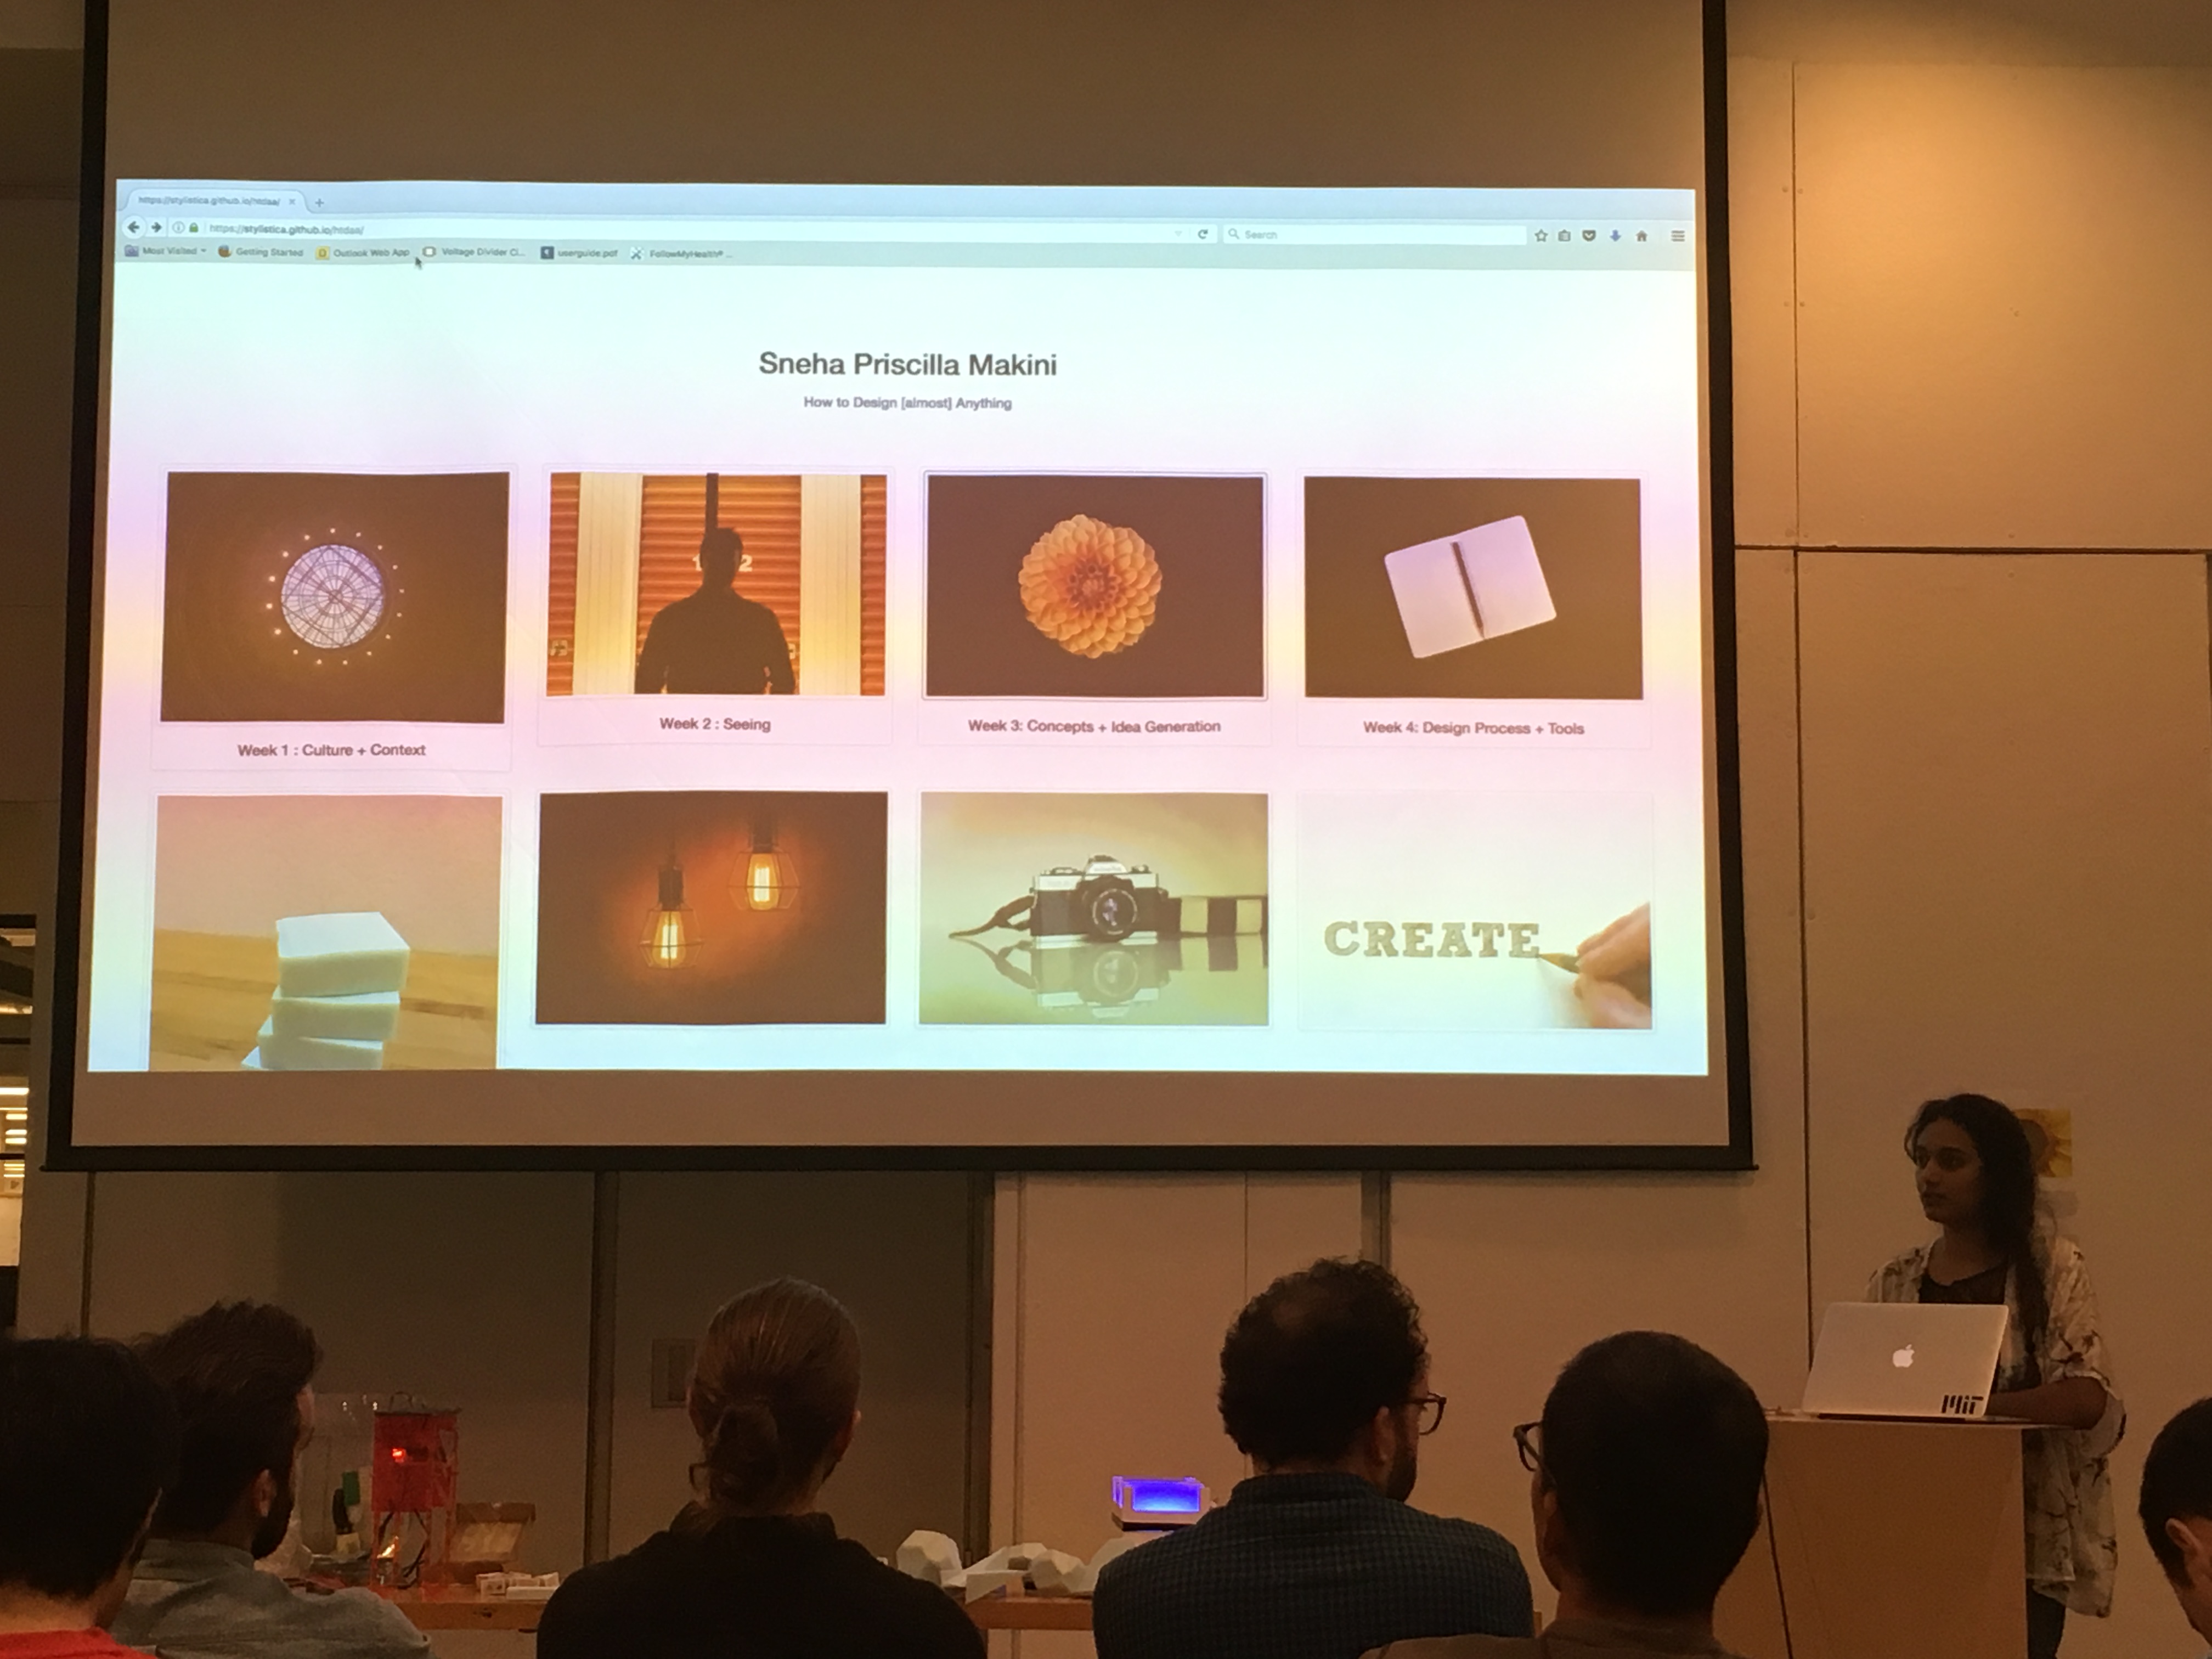 https://stylistica.github.io/htdaa/
https://stylistica.github.io/htdaa/
Search
Most Visited
Getting Started
Outlook Web App
Voltage Divider Ci...
userguide.pdf
FollowMyHealth® ...
Sneha Priscilla Makini
How to Design [almost] Anything
Week 1 : Culture + Context
Week 2 : Seeing
Week 3: Concepts + Idea Generation
Week 4: Design Process + Tools
CREATE
MIT